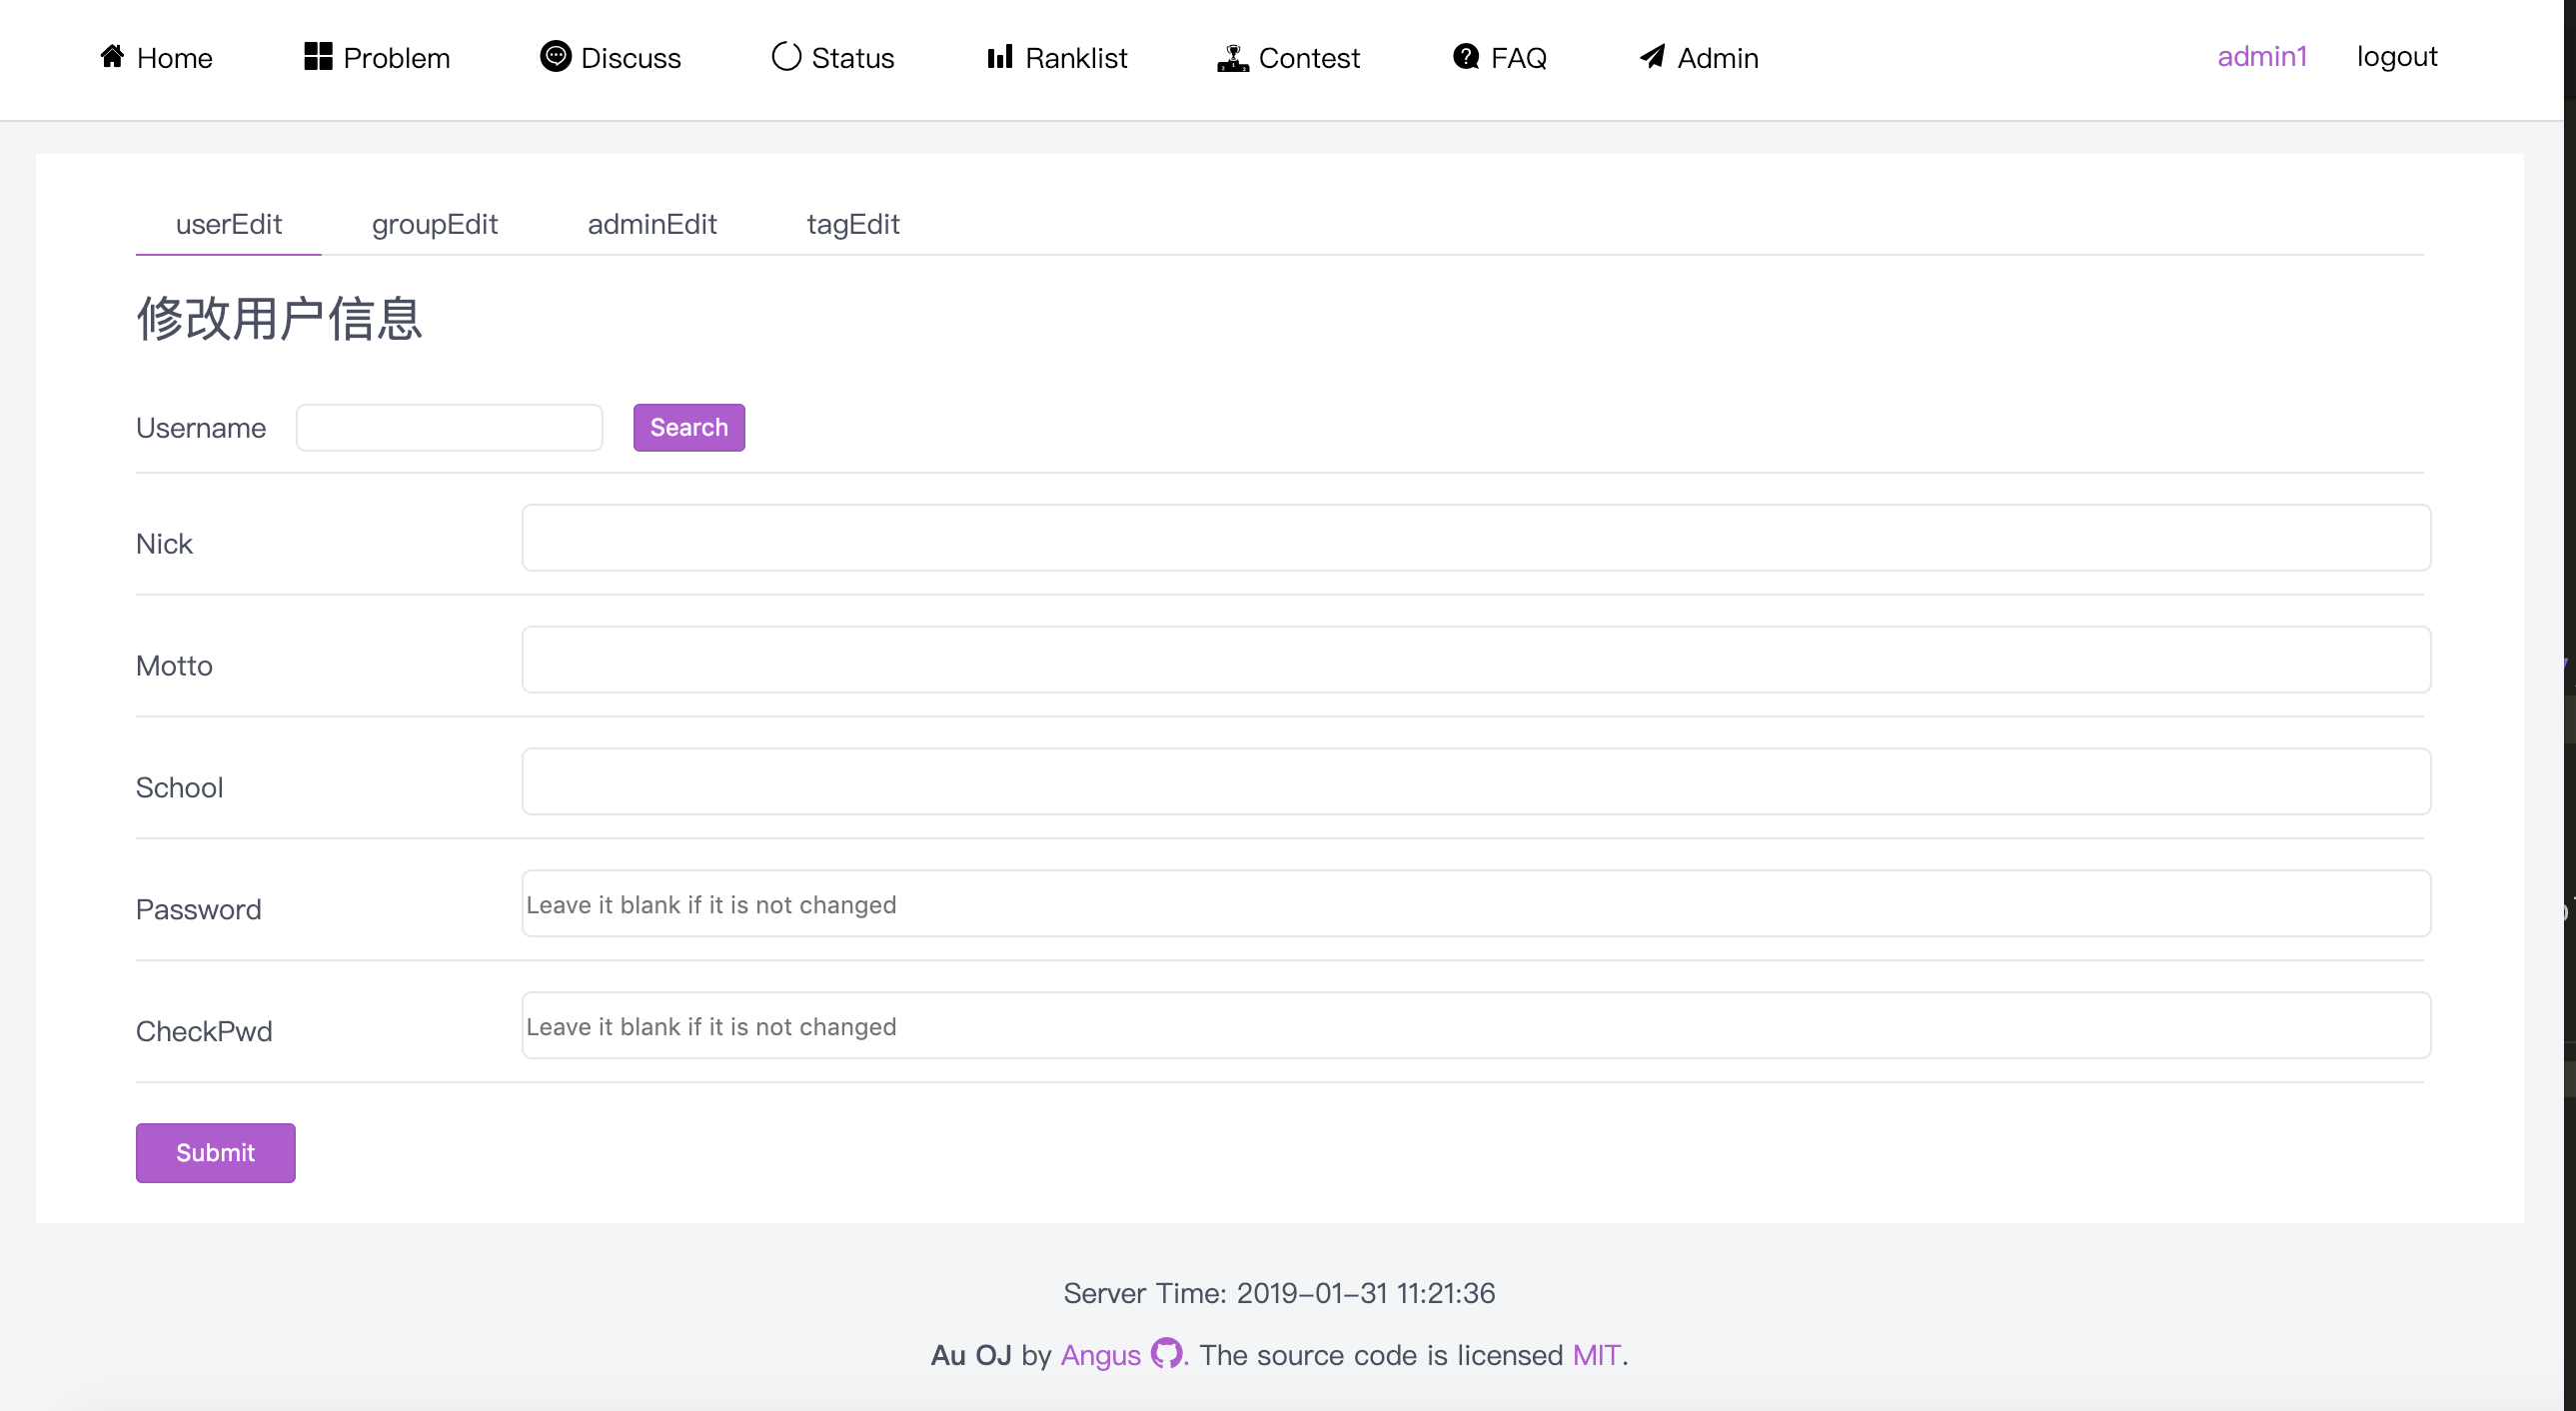 Home Problem Discuss Status Ranklist Contest FAQ Admin admin1 logout
userEdit groupEdit adminEdit tagEdit
修改用户信息
Username Search
Nick
Motto
School
Password Leave it blank if it is not changed
CheckPwd Leave it blank if it is not changed
Submit
Server Time: 2019-01-31 11:21:36
Au OJ by Angus . The source code is licensed MIT.